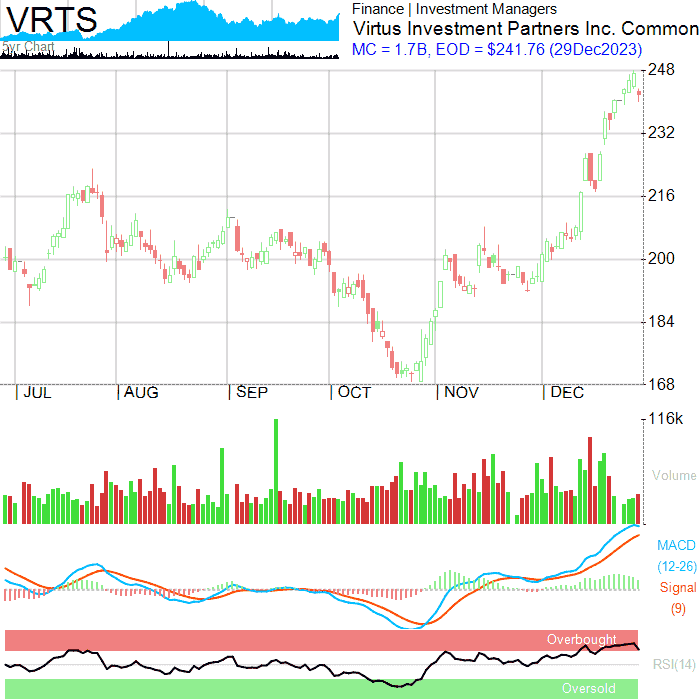 VRTS
5yr Chart
Finance | Investment Managers
Virtus Investment Partners Inc. Common
MC = 1.7B, EOD = $241.76 (29Dec2023)
248
232
216
200
184
168
| JUL | AUG | SEP | OCT | NOV | DEC
116k
Volume
MACD
(12-26)
Signal
(9)
Overbought
RSI(14)
Oversold